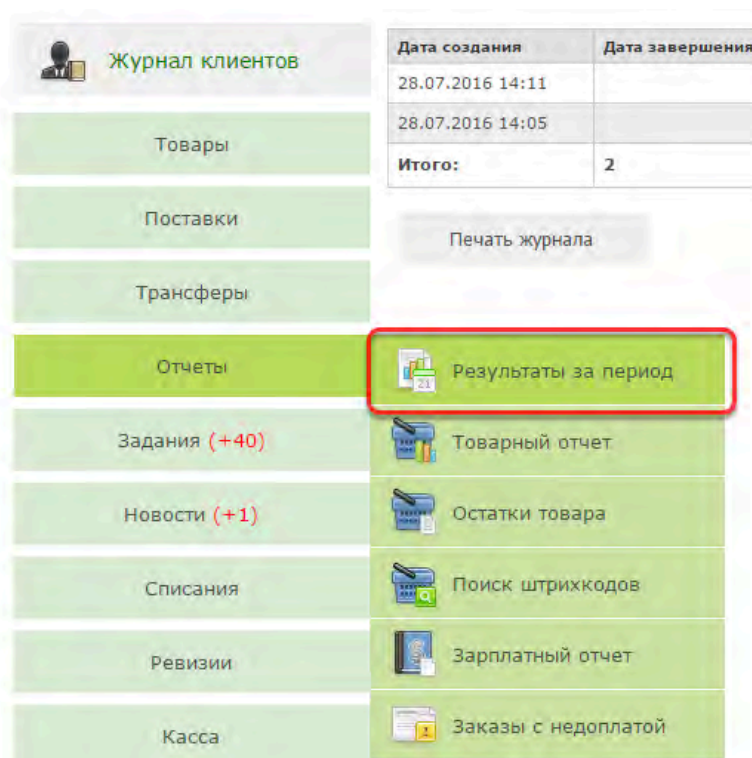 Журнал клиентов
Дата создания Дата завершения
28.07.2016 14:11
28.07.2016 14:05
Итого: 2
Печать журнала
Товары
Поставки
Трансферы
Отчеты
Задания (+40)
Новости (+1)
Списания
Ревизии
Касса
21
Результаты за период
Товарный отчет
Остатки товара
Поиск штрихкодов
Зарплатный отчет
Заказы с недоплатой